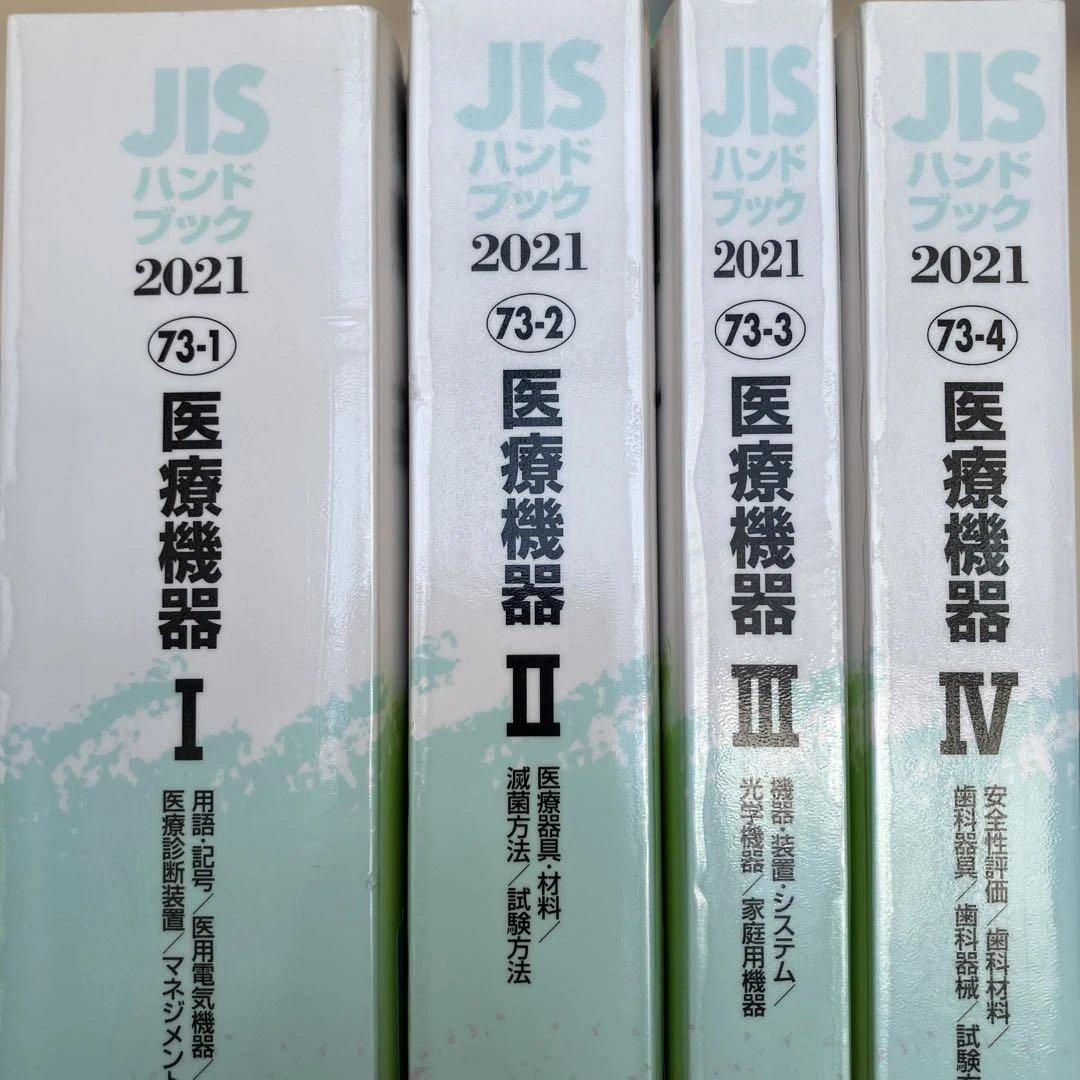 JIS
ハンド
ブック
2021
73-1
医療機器
I
用語・記号/医用電気機器/
医療診断装置/マネジメント
JIS
ハンド
ブック
2021
73-2
医療機器
II
医療器具・材料/
滅菌方法/試験方法
JIS
ハンド
ブック
2021
73-3
医療機器
III
機器・装置・システム/
光学機器/家庭用機器
JIS
ハンド
ブック
2021
73-4
医療機器
IV
安全性評価/歯科材料/
歯科器具/歯科器械/試験